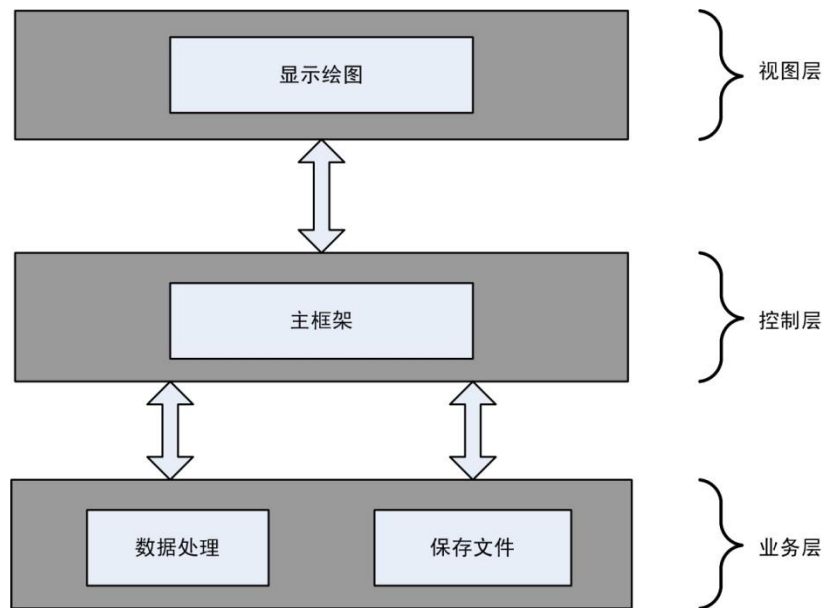 显示绘图
视图层
主框架
控制层
数据处理
保存文件
业务层